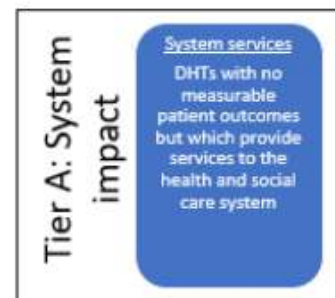 Tier A: System
impact
System services
DHTs with no
measurable
patient outcomes
but which provide
services to the
health and social
care system